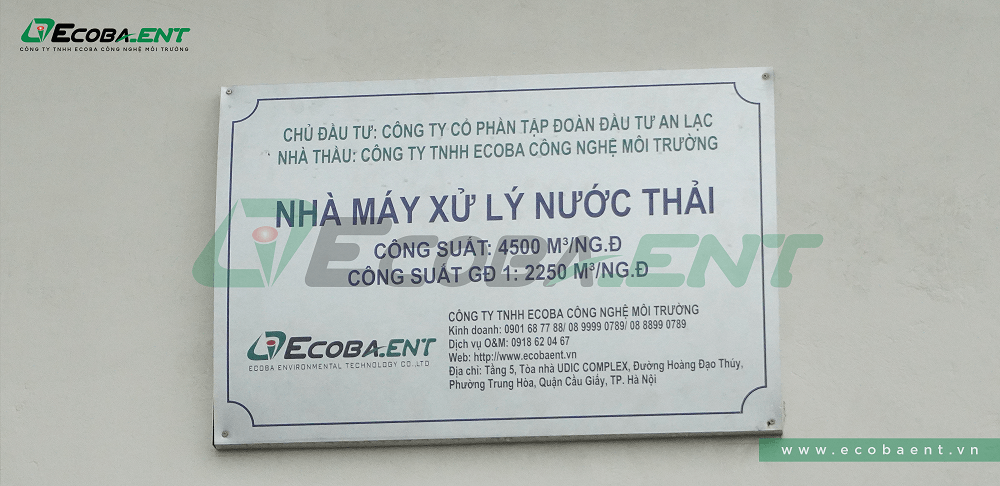 ECOBA.ENT
CÔNG TY TNHH ECOBA CÔNG NGHỆ MÔI TRƯỜNG
CHỦ ĐẦU TƯ: CÔNG TY CỔ PHẦN TẬP ĐOÀN ĐẦU TƯ AN LẠC
NHÀ THẦU: CÔNG TY TNHH ECOBA CÔNG NGHỆ MÔI TRƯỜNG
NHÀ MÁY XỬ LÝ NƯỚC THẢI
ECOBA.ENT
CÔNG SUẤT: 4500 M³/NG.Đ
CÔNG SUẤT GĐ 1: 2250 M³/NG.Đ
ECOBA.ENT
ECOBA ENVIRONMENTAL TECHNOLOGY CO.,LTD
CÔNG TY TNHH ECOBA CÔNG NGHỆ MÔI TRƯỜNG
Kinh doanh: 0901 68 77 88/ 08 9999 0789/ 08 8899 0789
Dịch vụ O&M: 0918 62 04 67
Web: http://www.ecobaent.vn
Địa chỉ: Tầng 5, Tòa nhà UDIC COMPLEX, Đường Hoàng Đạo Thúy,
Phường Trung Hòa, Quận Cầu Giấy, TP. Hà Nội
www.ecobaent.vn